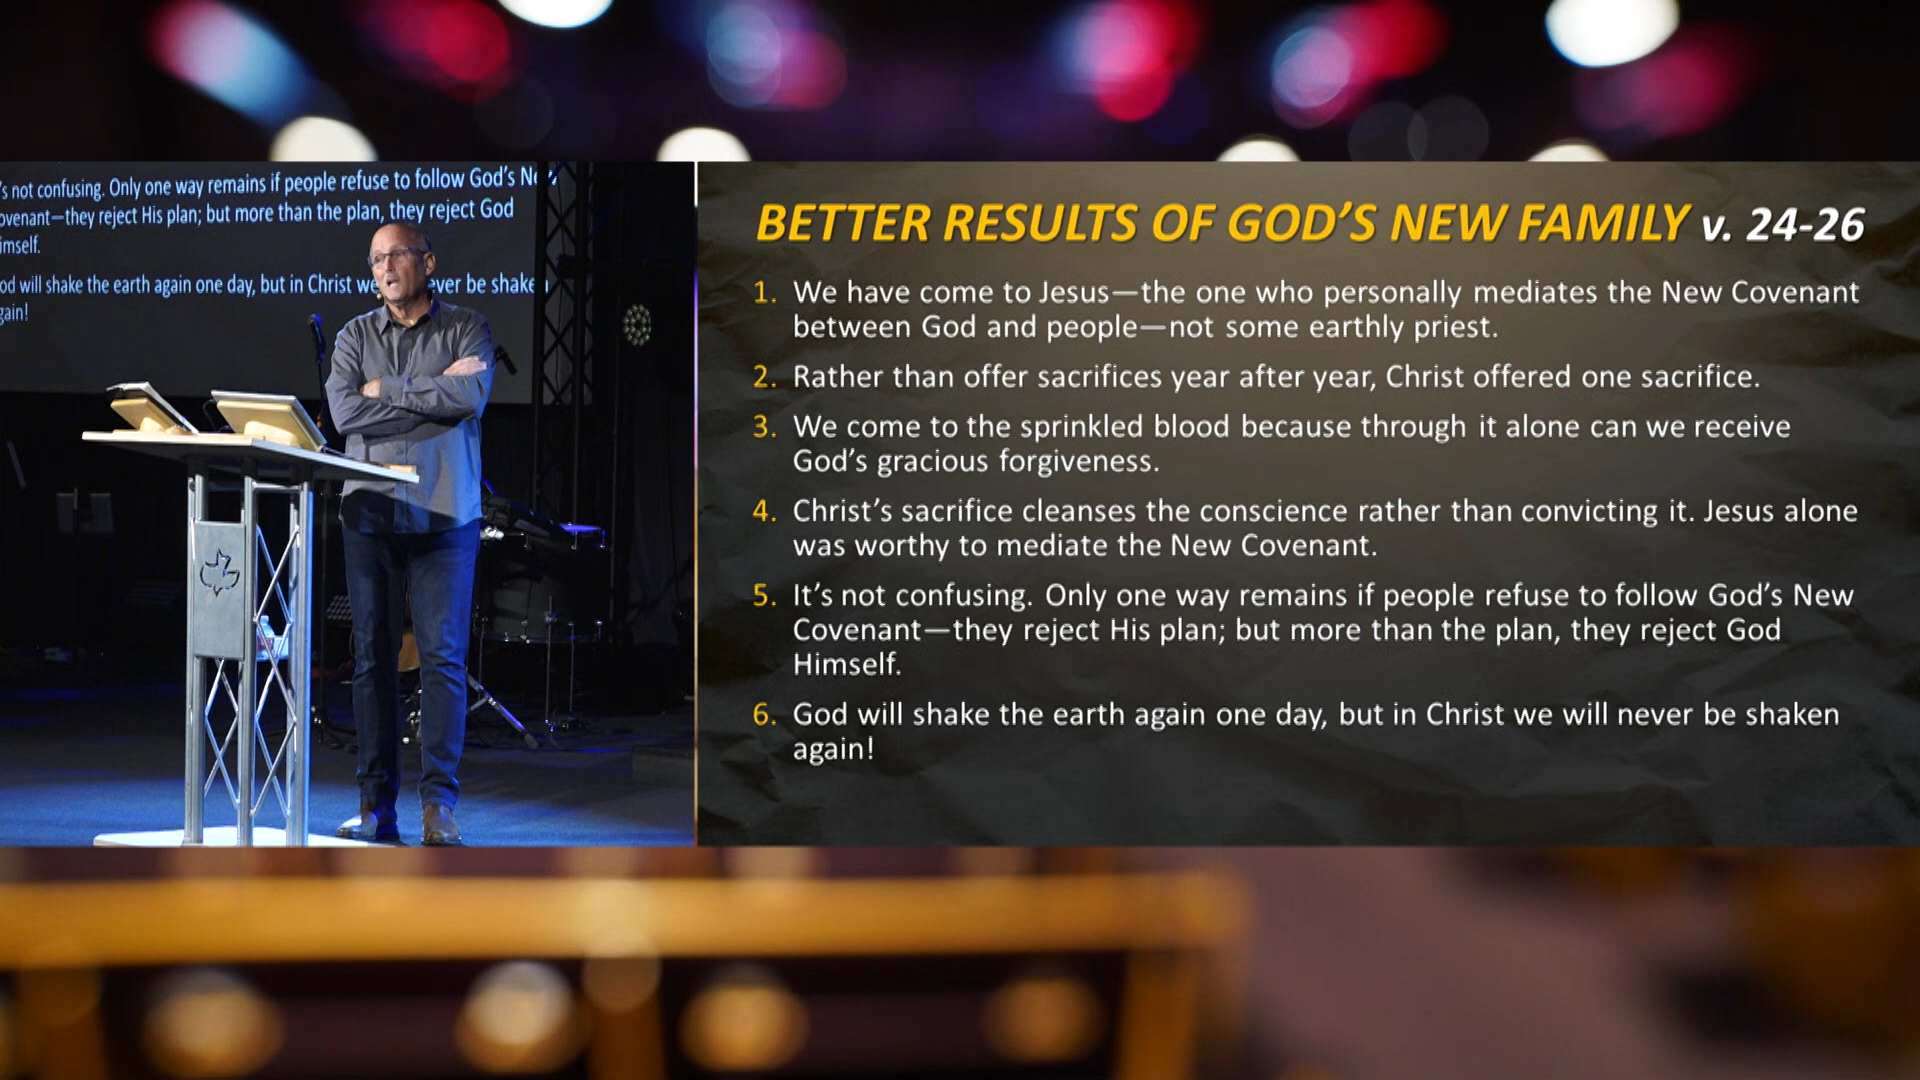 's not confusing. Only one way remains if people refuse to follow God's New
ovenant—they reject His plan; but more than the plan, they reject God
imself.
od will shake the earth again one day, but in Christ we ever be shake
gain!
BETTER RESULTS OF GOD'S NEW FAMILY v. 24-26
1. We have come to Jesus—the one who personally mediates the New Covenant
between God and people—not some earthly priest.
2. Rather than offer sacrifices year after year, Christ offered one sacrifice.
3. We come to the sprinkled blood because through it alone can we receive
God's gracious forgiveness.
4. Christ's sacrifice cleanses the conscience rather than convicting it. Jesus alone
was worthy to mediate the New Covenant.
5. It's not confusing. Only one way remains if people refuse to follow God's New
Covenant—they reject His plan; but more than the plan, they reject God
Himself.
6. God will shake the earth again one day, but in Christ we will never be shaken
again!